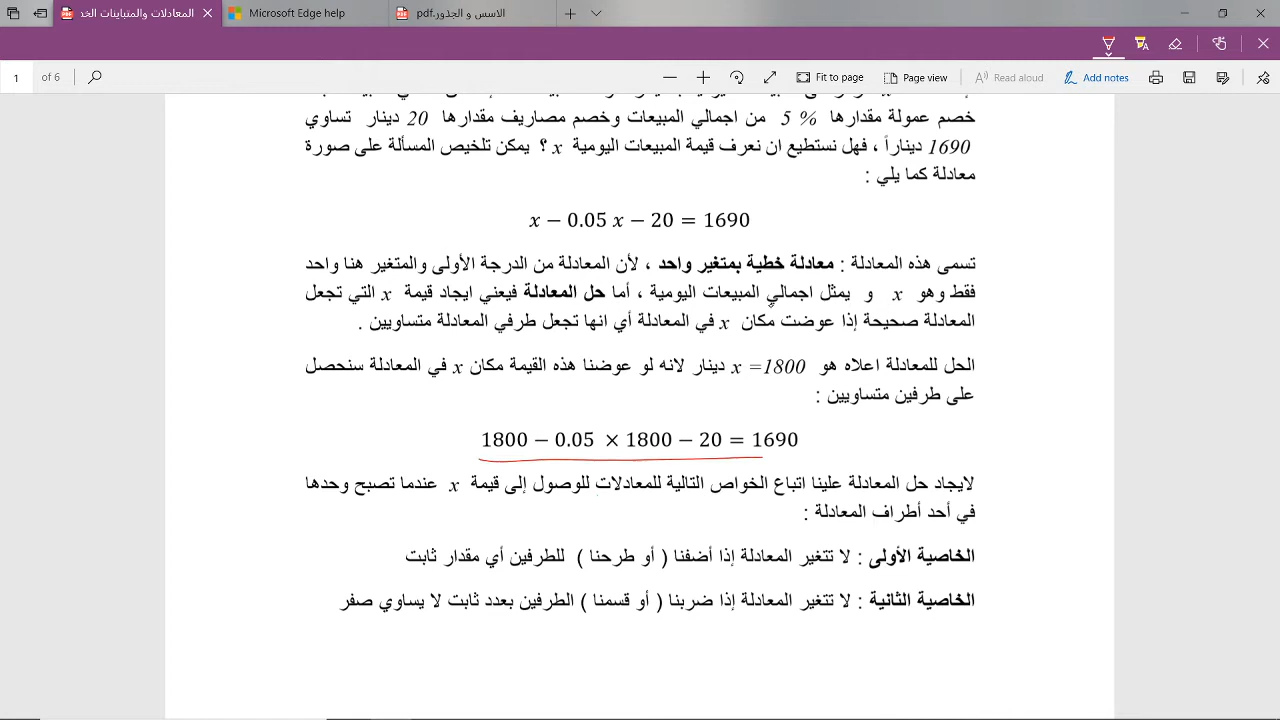 المعادلات والمتباينات الخد
Microsoft Edge help
الاسس و الجذور.pdf
1 of 6
Fit to page
Page view
Read aloud
Add notes
خصم عمولة مقدارها % 5 من اجمالي المبيعات وخصم مصاريف مقدارها 20 دينار تساوي
1690 ديناراً ، فهل نستطيع ان نعرف قيمة المبيعات اليومية x ؟ يمكن تلخيص المسألة على صورة
معادلة كما يلي :
x − 0.05 x − 20 = 1690
تسمى هذه المعادلة : معادلة خطية بمتغير واحد ، لأن المعادلة من الدرجة الأولى والمتغير هنا واحد
فقط وهو x و يمثل اجمالي المبيعات اليومية ، أما حل المعادلة فيعني ايجاد قيمة x التي تجعل
المعادلة صحيحة إذا عوضت مكان x في المعادلة أي انها تجعل طرفي المعادلة متساويين .
الحل للمعادلة اعلاه هو x =1800 دينار لانه لو عوضنا هذه القيمة مكان x في المعادلة سنحصل
على طرفين متساويين :
1800 − 0.05 × 1800 − 20 = 1690
لايجاد حل المعادلة علينا اتباع الخواص التالية للمعادلات للوصول إلى قيمة x عندما تصبح وحدها
في أحد أطراف المعادلة :
الخاصية الأولى : لا تتغير المعادلة إذا أضفنا ( أو طرحنا ) للطرفين أي مقدار ثابت
الخاصية الثانية : لا تتغير المعادلة إذا ضربنا ( أو قسمنا ) الطرفين بعدد ثابت لا يساوي صفر